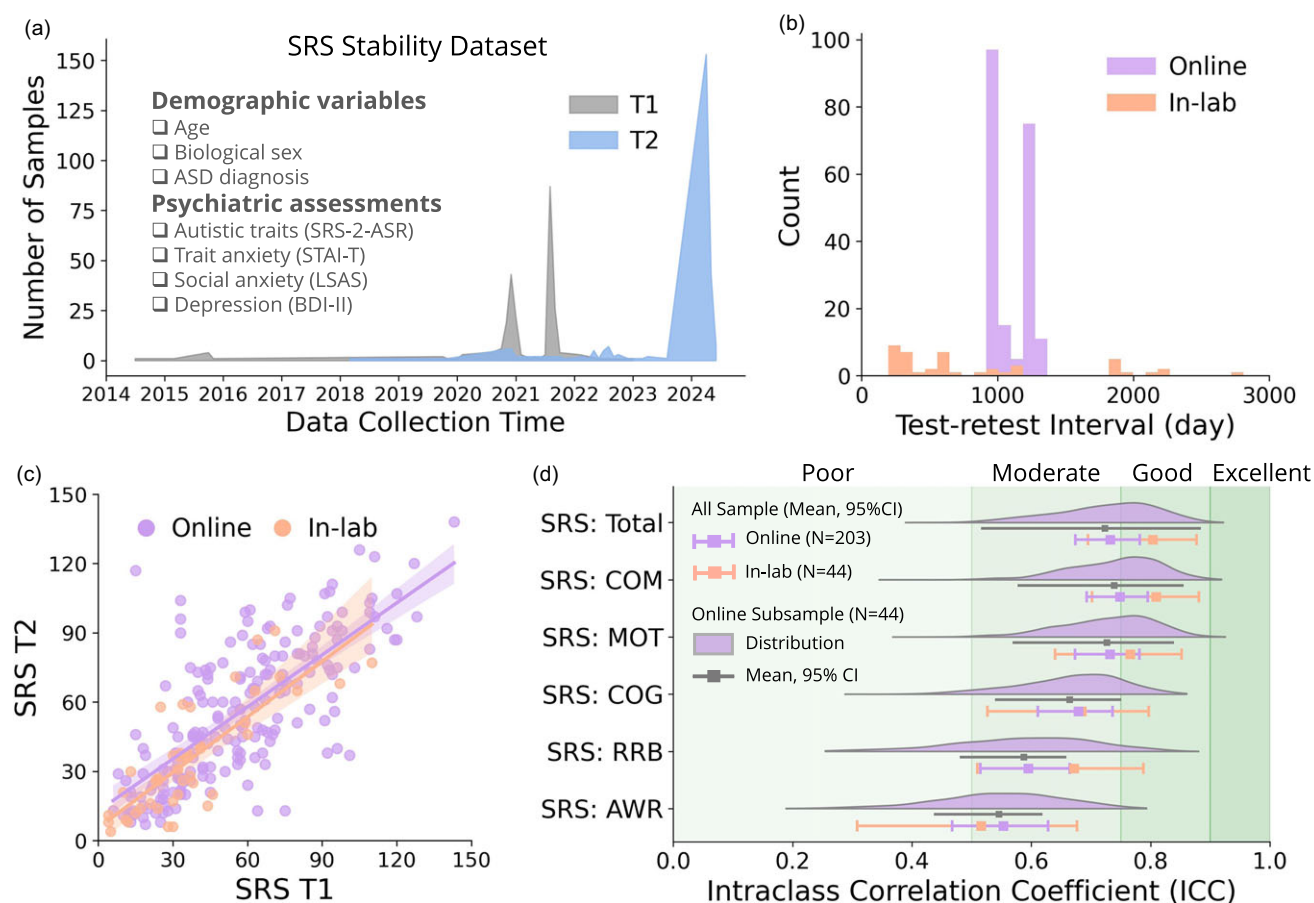 (a)
SRS Stability Dataset
Number of Samples
150
125
100
75
50
25
0
Demographic variables
❑ Age
❑ Biological sex
❑ ASD diagnosis
Psychiatric assessments
❑ Autistic traits (SRS-2-ASR)
❑ Trait anxiety (STAI-T)
❑ Social anxiety (LSAS)
❑ Depression (BDI-II)
T1
T2
2014 2015 2016 2017 2018 2019 2020 2021 2022 2023 2024
Data Collection Time
(b)
Count
100
80
60
40
20
0
Online
In-lab
0 1000 2000 3000
Test-retest Interval (day)
(c)
SRS T2
150
120
90
60
30
0
Online In-lab
0 30 60 90 120 150
SRS T1
(d)
Poor Moderate Good Excellent
SRS: Total
SRS: COM
SRS: MOT
SRS: COG
SRS: RRB
SRS: AWR
All Sample (Mean, 95%CI)
Online (N=203)
In-lab (N=44)
Online Subsample (N=44)
Distribution
Mean, 95% CI
0.0 0.2 0.4 0.6 0.8 1.0
Intraclass Correlation Coefficient (ICC)